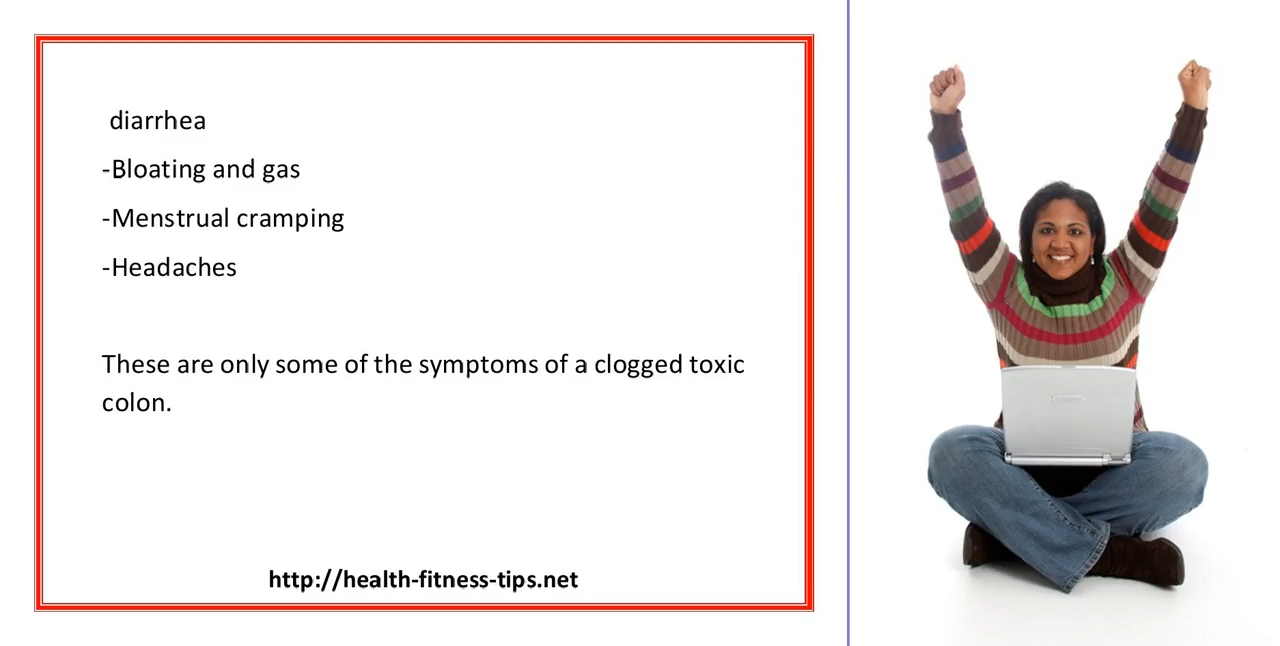 diarrhea
-Bloating and gas
-Menstrual cramping
-Headaches
These are only some of the symptoms of a clogged toxic
colon.
http://health-fitness-tips.net